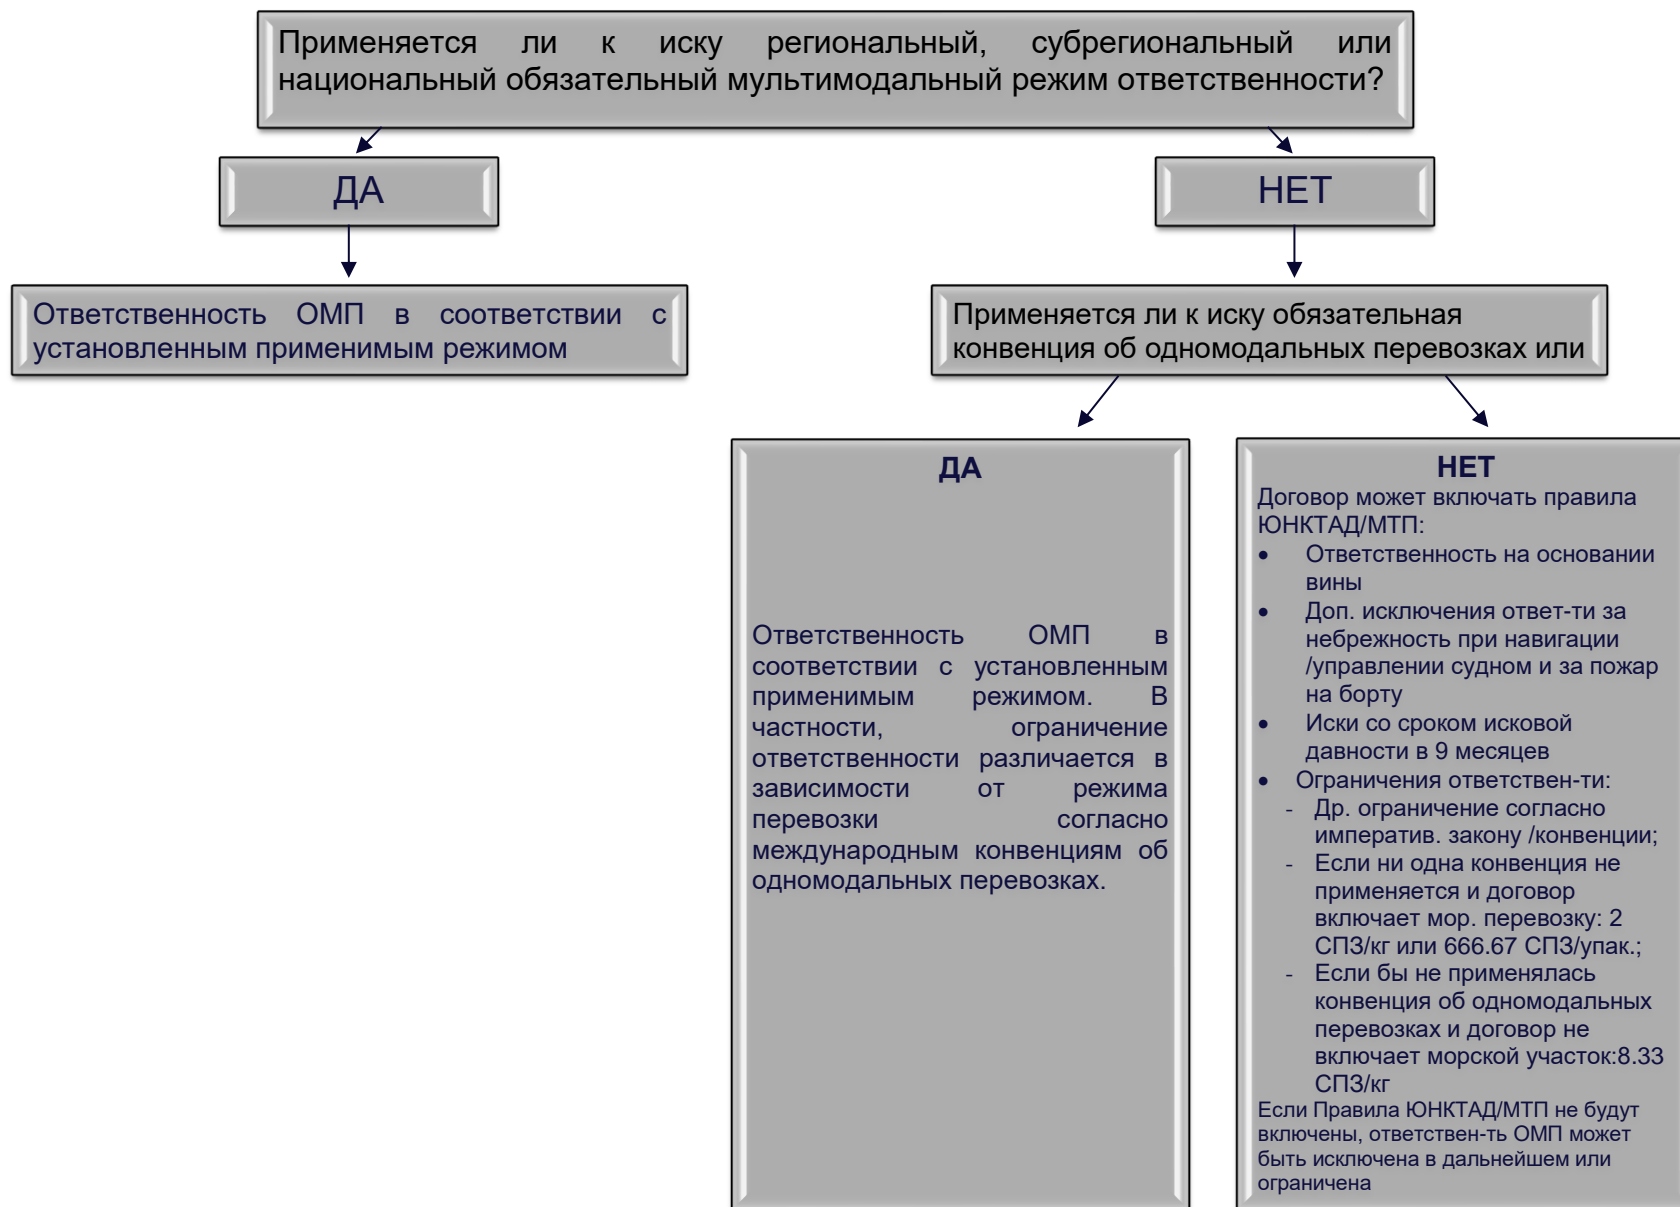 Применяется ли к иску региональный, субрегиональный или
национальный обязательный мультимодальный режим ответственности?
ДА
НЕТ
Ответственность ОМП в соответствии с
установленным применимым режимом
Применяется ли к иску обязательная
конвенция об одномодальных перевозках или
ДА
Ответственность ОМП в
соответствии с установленным
применимым режимом. В
частности, ограничение
ответственности различается в
зависимости от режима
перевозки согласно
международным конвенциям об
одномодальных перевозках.
НЕТ
Договор может включать правила
ЮНКТАД/МТП:
• Ответственность на основании
вины
• Доп. исключения ответ-ти за
небрежность при навигации
/управлении судном и за пожар
на борту
• Иски со сроком исковой
давности в 9 месяцев
• Ограничения ответствен-ти:
- Др. ограничение согласно
императив. закону /конвенции;
- Если ни одна конвенция не
применяется и договор
включает мор. перевозку: 2
СПЗ/кг или 666.67 СПЗ/упак.;
- Если бы не применялась
конвенция об одномодальных
перевозках и договор не
включает морской участок:8.33
СПЗ/кг
Если Правила ЮНКТАД/МТП не будут
включены, ответствен-ть ОМП может
быть исключена в дальнейшем или
ограничена